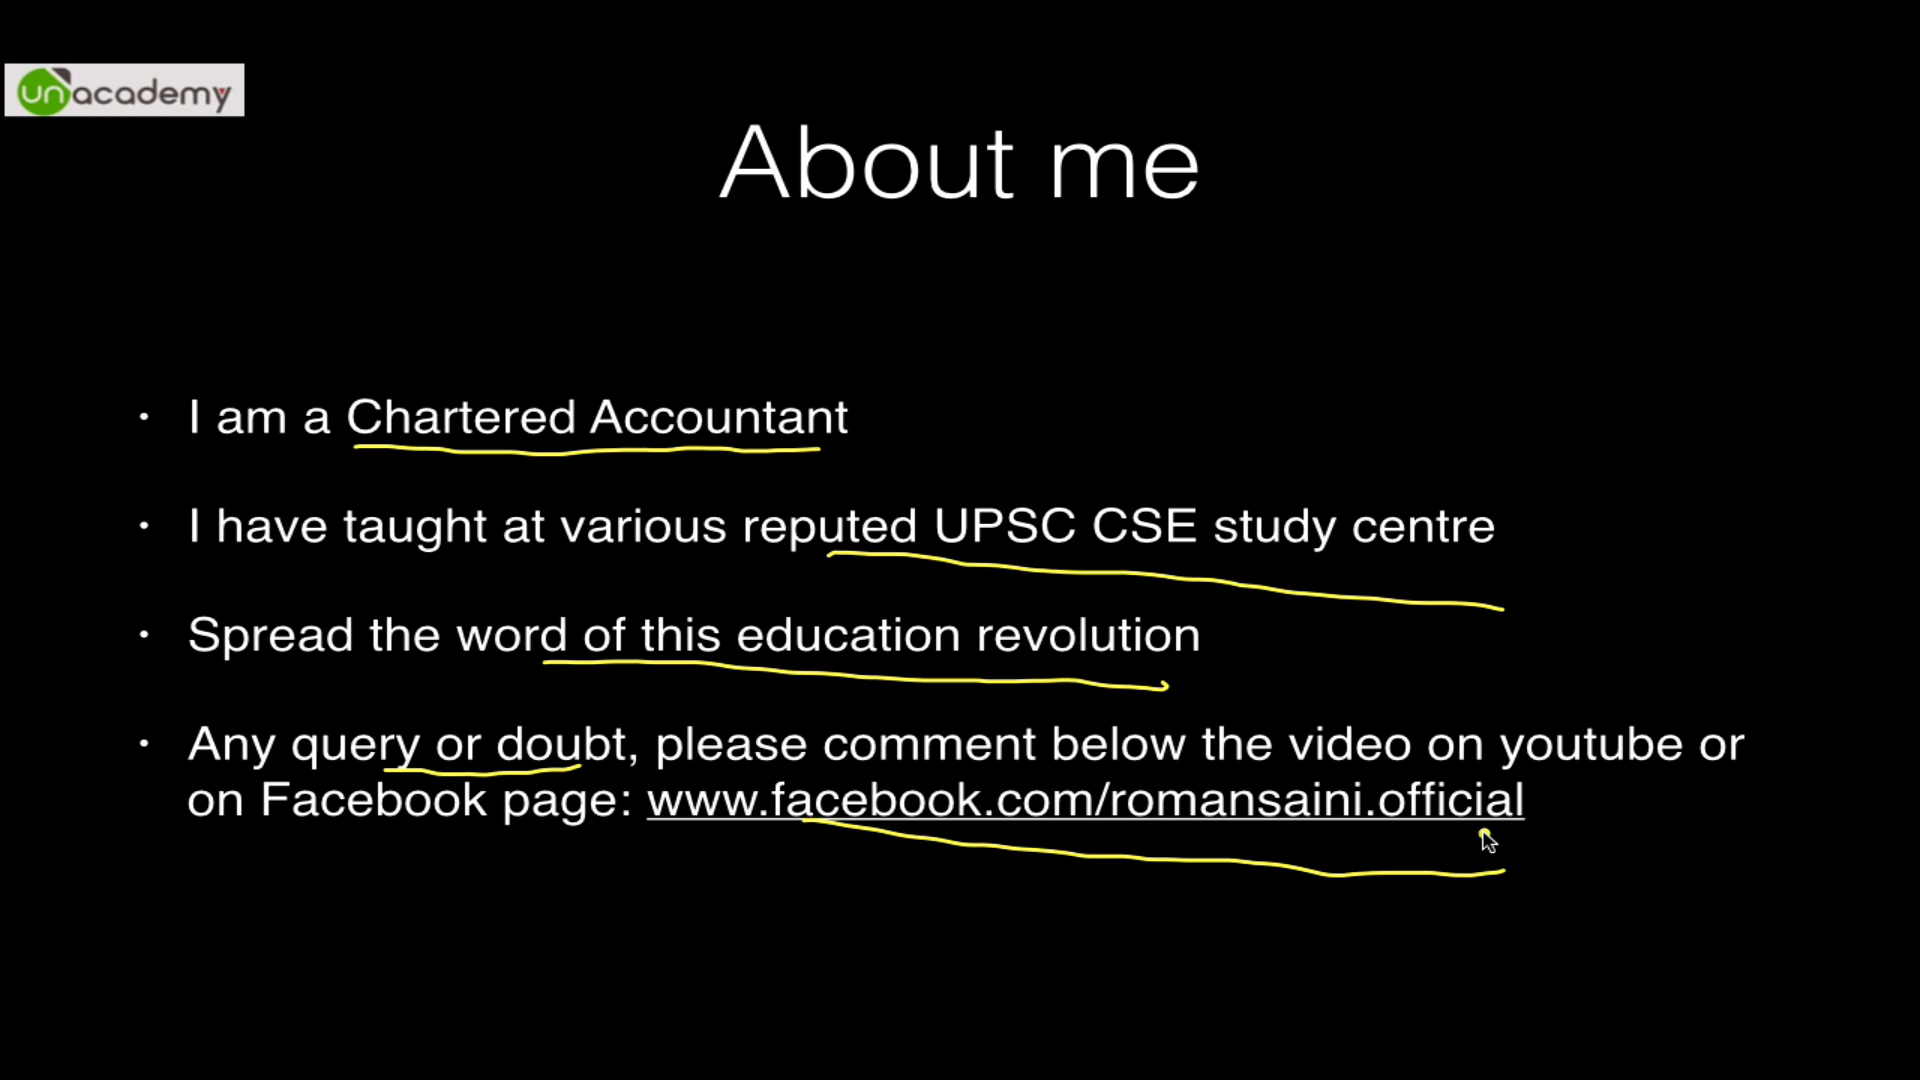 unacademy
About me
• I am a Chartered Accountant
• I have taught at various reputed UPSC CSE study centre
• Spread the word of this education revolution
• Any query or doubt, please comment below the video on youtube or
on Facebook page: www.facebook.com/romansaini.official